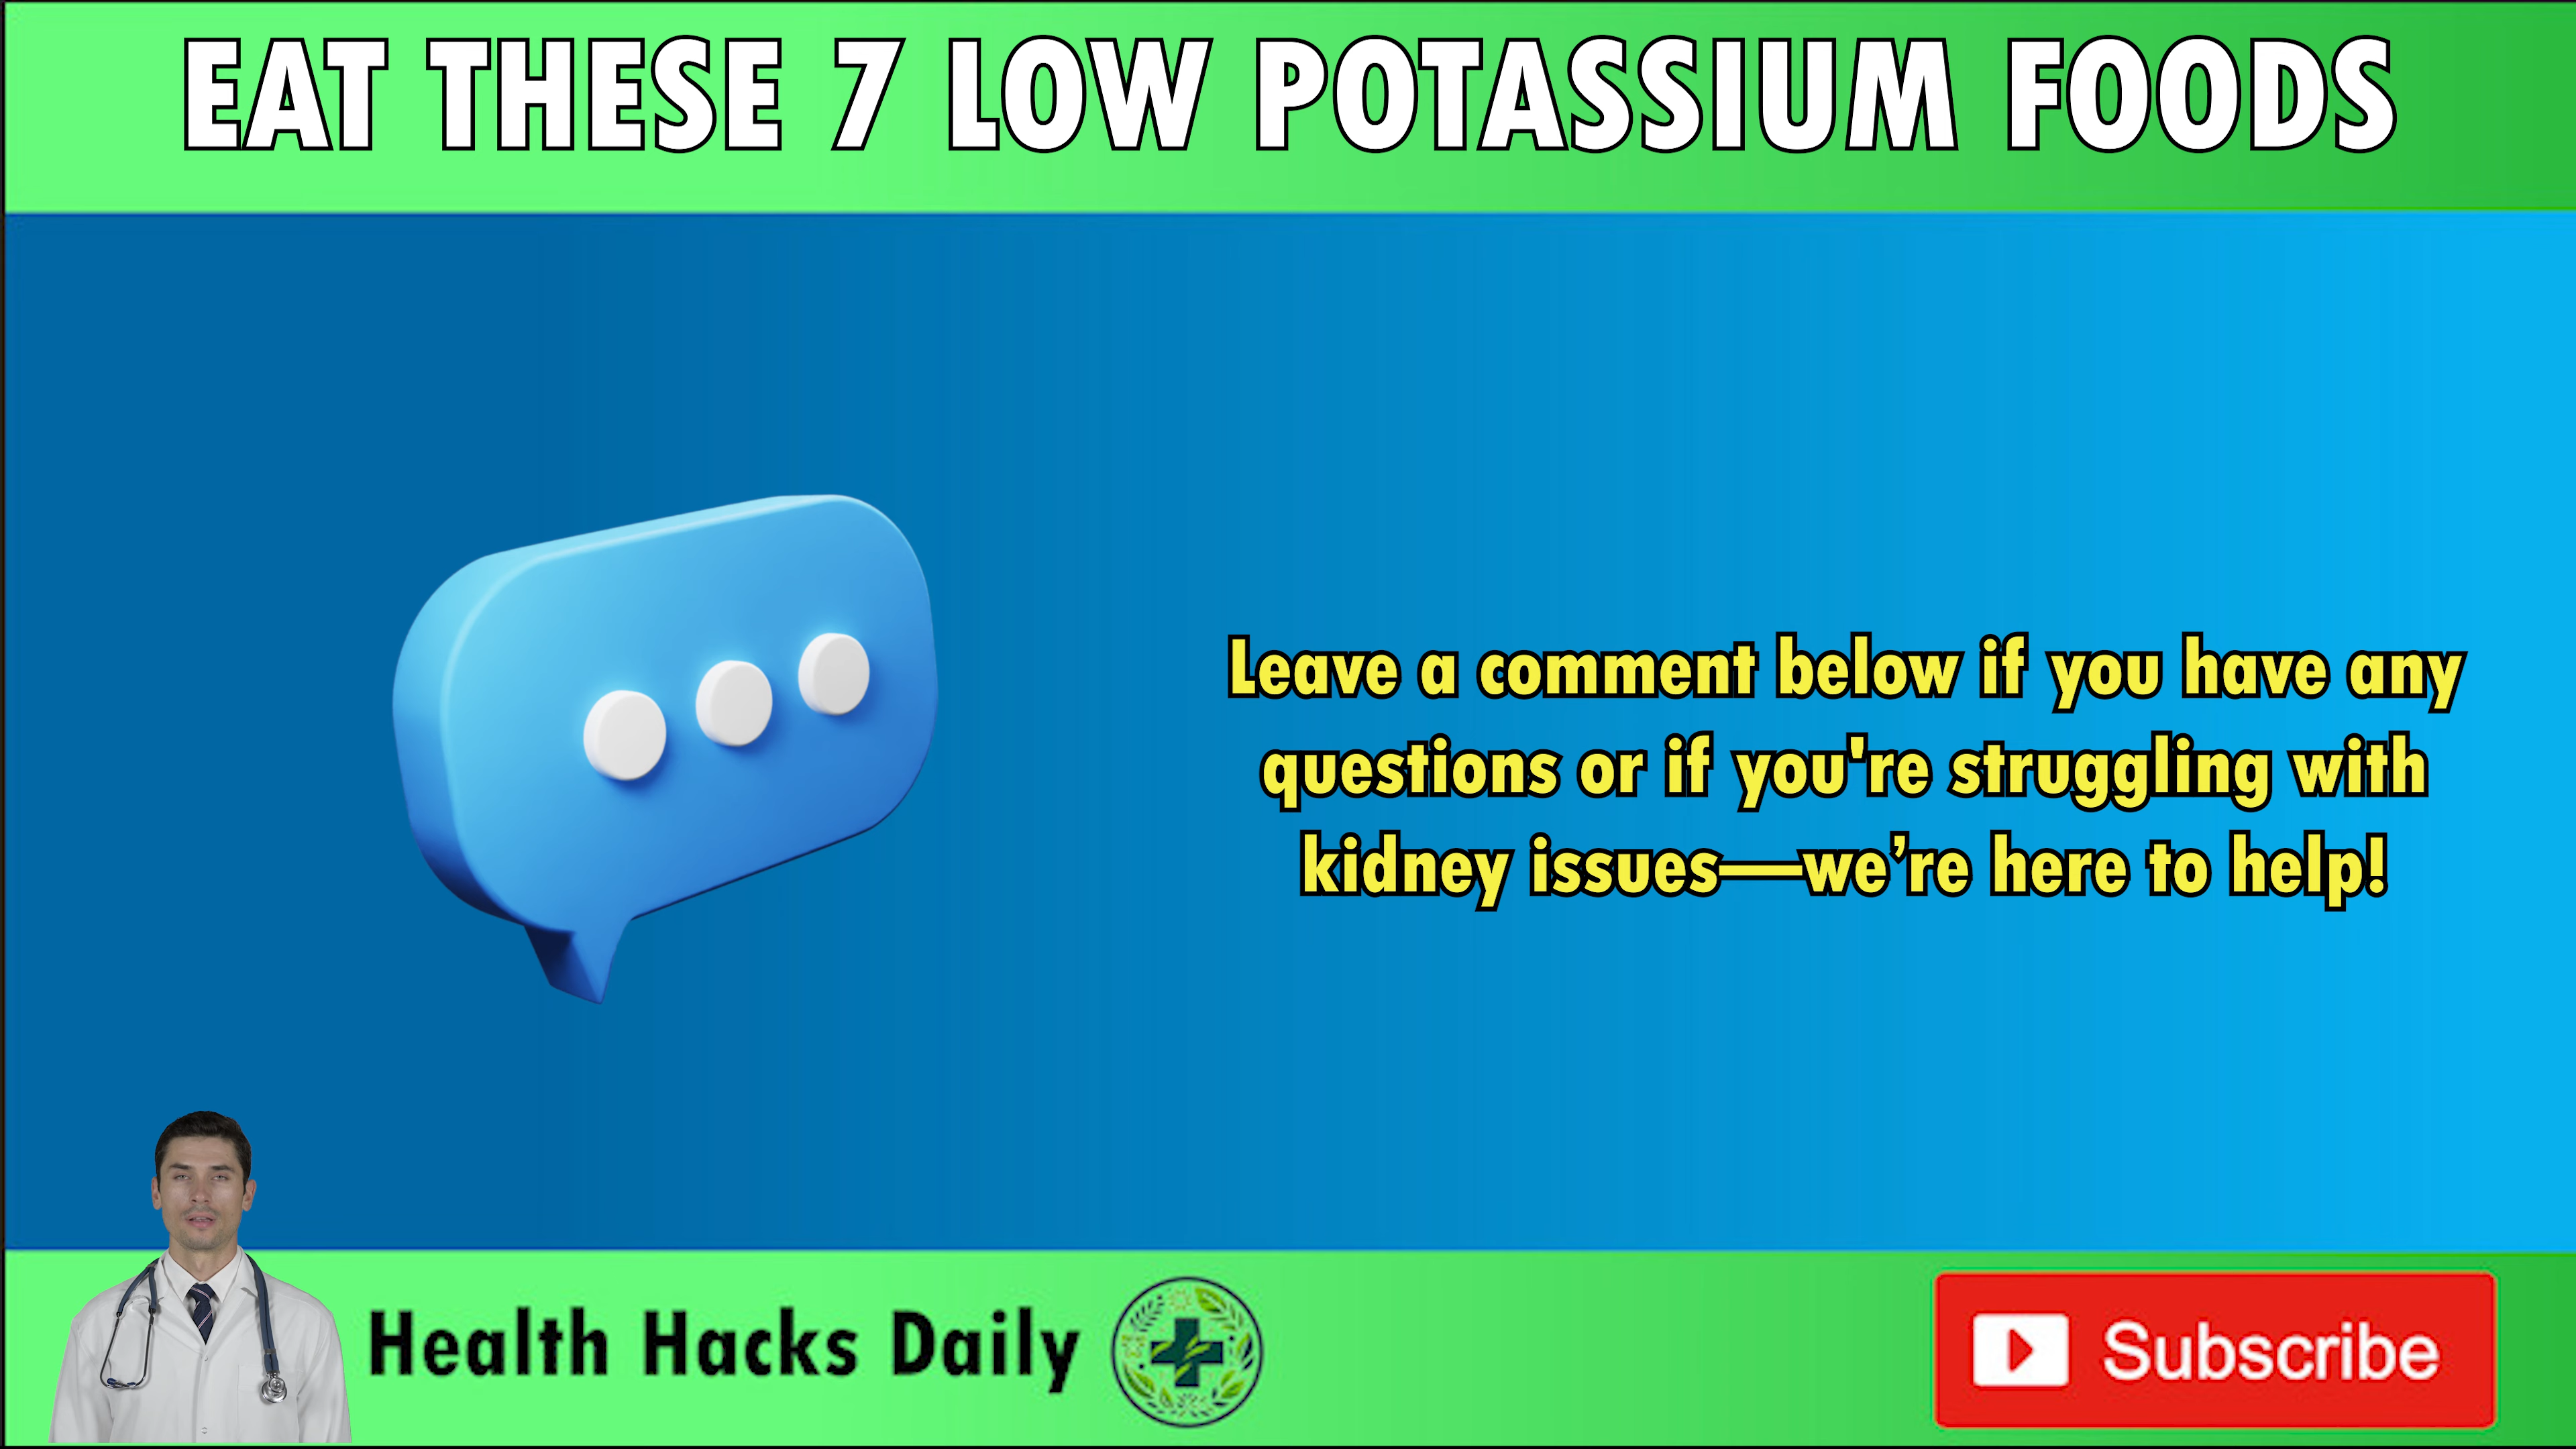 EAT THESE 7 LOW POTASSIUM FOODS
Leave a comment below if you have any
questions or if you're struggling with
kidney issues—we’re here to help!
Health Hacks Daily
Subscribe